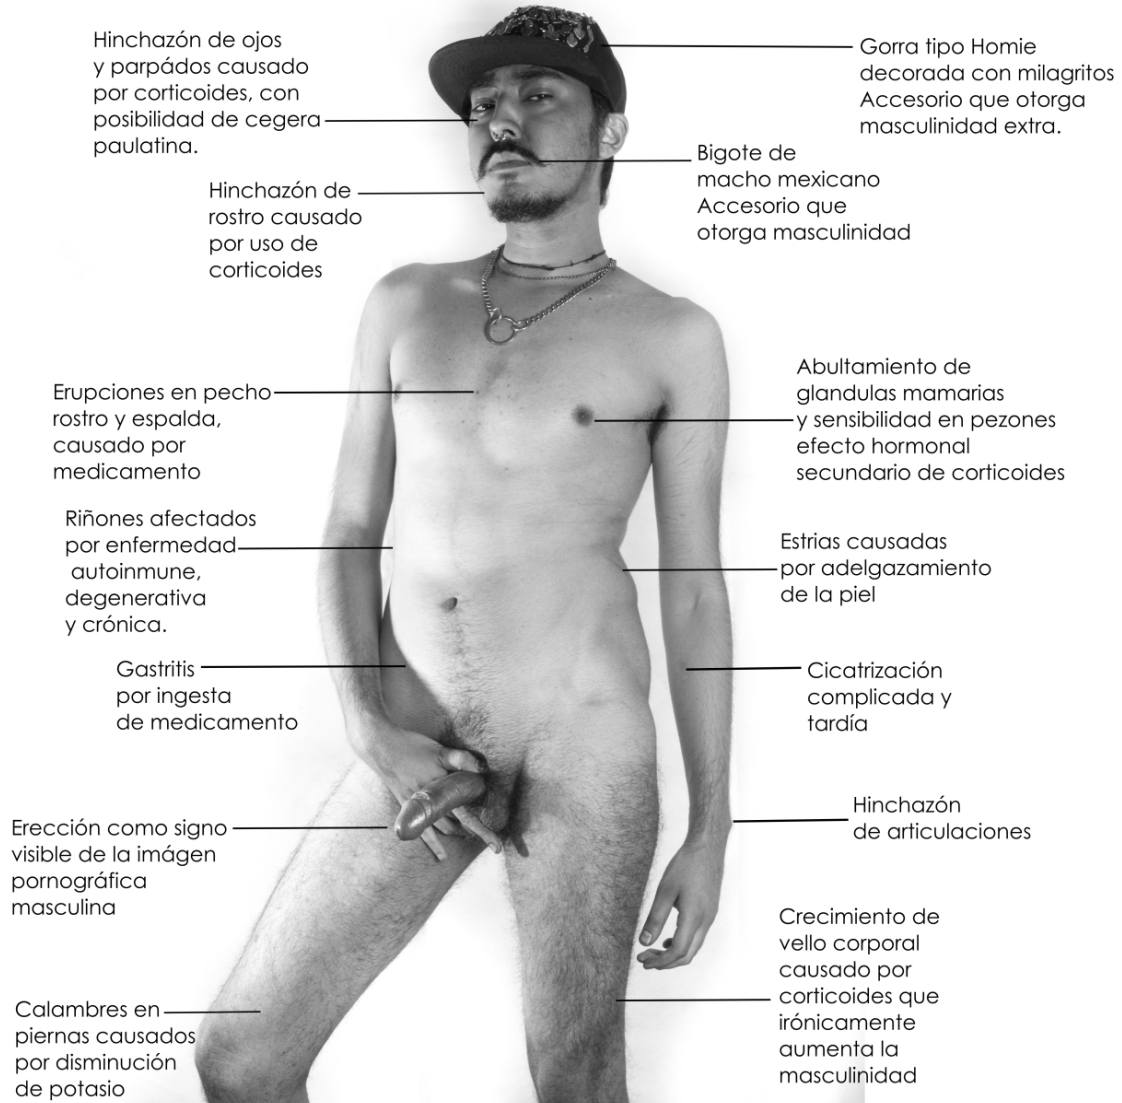 Hinchazón de ojos
y parpádos causado
por corticoides, con
posibilidad de cegera
paulatina.
Gorra tipo Homie
decorada con milagritos
Accesorio que otorga
masculinidad extra.
Bigote de
macho mexicano
Accesorio que
otorga masculinidad
Hinchazón de
rostro causado
por uso de
corticoides
Erupciones en pecho
rostro y espalda,
causado por
medicamento
Abultamiento de
glandulas mamarias
y sensibilidad en pezones
efecto hormonal
secundario de corticoides
Riñones afectados
por enfermedad
autoinmune,
degenerativa
y crónica.
Estrias causadas
por adelgazamiento
de la piel
Gastritis
por ingesta
de medicamento
Cicatrización
complicada y
tardía
Erección como signo
visible de la imágen
pornográfica
masculina
Hinchazón
de articulaciones
Crecimiento de
vello corporal
causado por
corticoides que
irónicamente
aumenta la
masculinidad
Calambres en
piernas causados
por disminución
de potasio